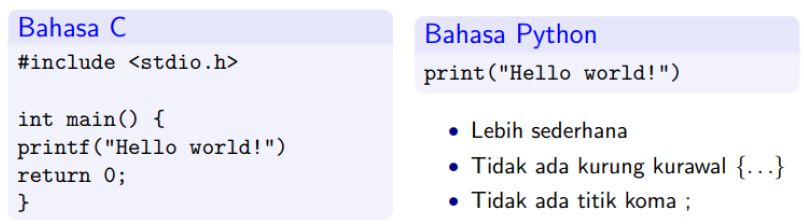 Bahasa C
#include <stdio.h>
int main() {
printf("Hello world!")
return 0;
}
Bahasa Python
print("Hello world!")
• Lebih sederhana
• Tidak ada kurung kurawal {...}
• Tidak ada titik koma ;